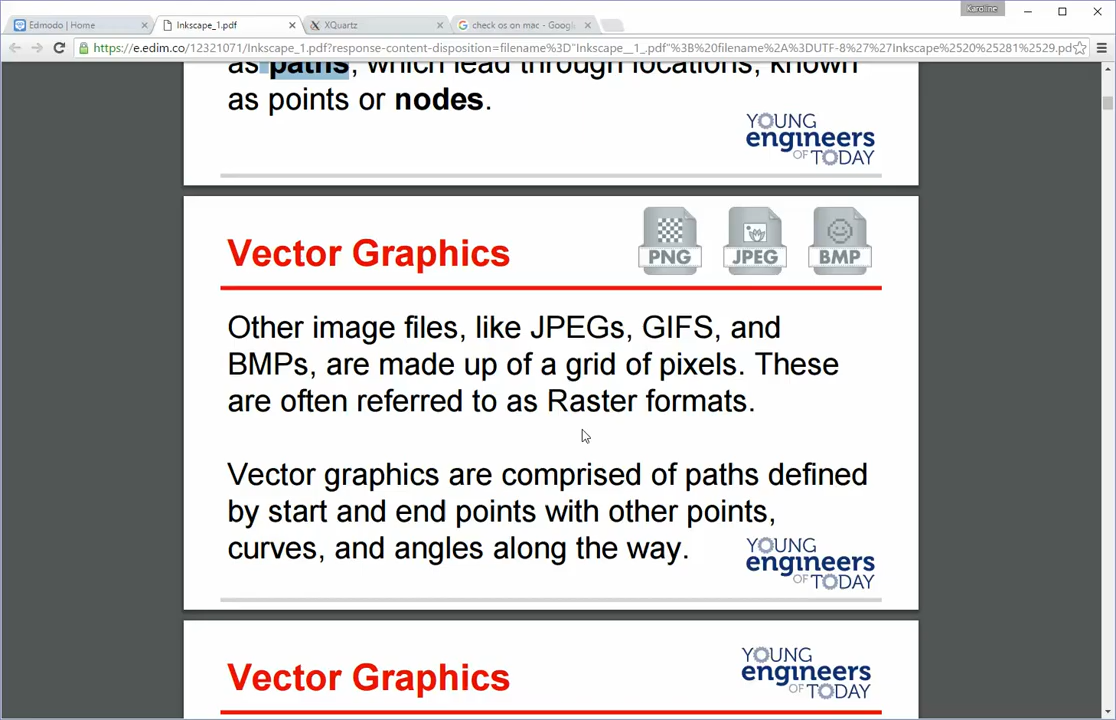 Karoline
Edmodo | Home
Inkscape_1.pdf
XQuartz
check os on mac - Goog
https://e.edim.co/12321071/Inkscape_1.pdf?response-content-disposition=filename%3D"Inkscape__1_.pdf"%3B%20filename%2A%3DUTF-8%27%27Inkscape%2520%25281%2529.pd
as paths, which lead through locations, known
as points or nodes.
YOUNG
engineers
OF TODAY
Vector Graphics
PNG
JPEG
BMP
Other image files, like JPEGs, GIFS, and
BMPs, are made up of a grid of pixels. These
are often referred to as Raster formats.
Vector graphics are comprised of paths defined
by start and end points with other points,
curves, and angles along the way.
YOUNG
engineers
OF TODAY
Vector Graphics
YOUNG
engineers
OF TODAY